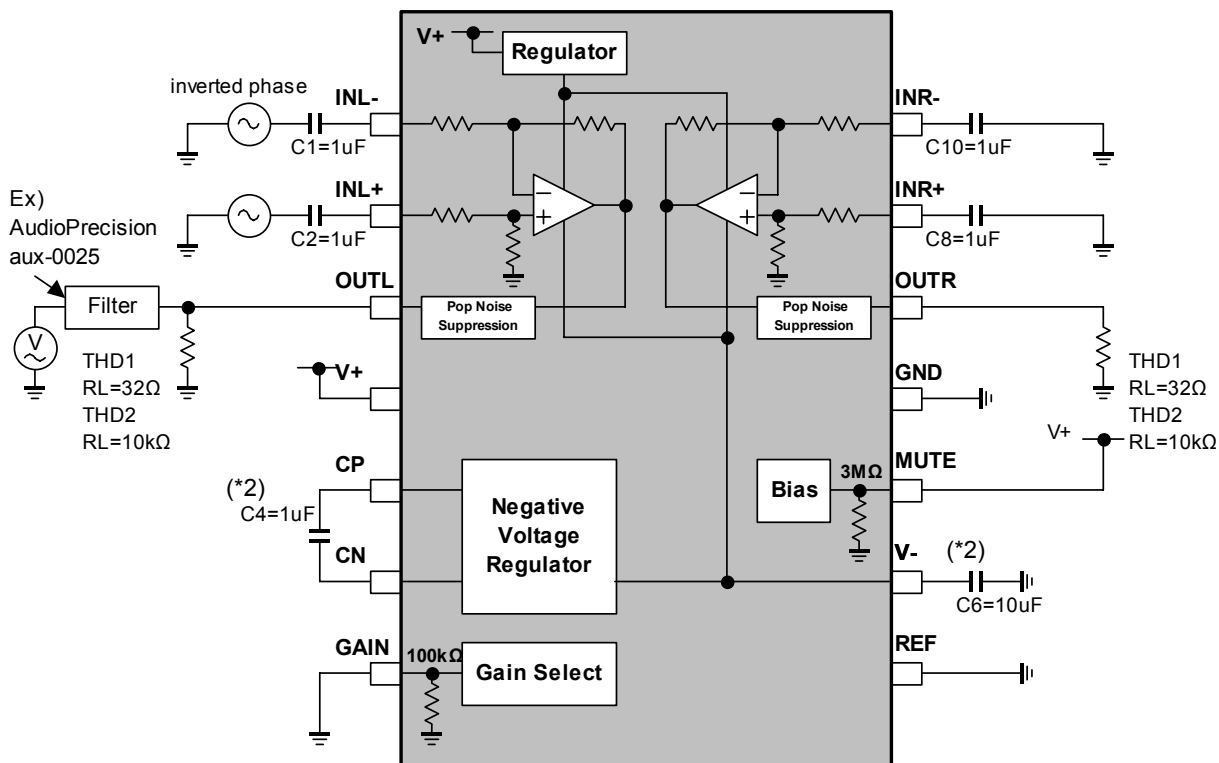 V+
Regulator
inverted phase
INL-
INR-
C1=1uF
C10=1uF
Ex)
AudioPrecision
aux-0025
INL+
INR+
−
+
−
+
C2=1uF
C8=1uF
OUTL
OUTR
Filter
Pop Noise
Suppression
Pop Noise
Suppression
V
THD1
RL=32Ω
THD2
RL=10kΩ
V+
GND
THD1
RL=32Ω
THD2
RL=10kΩ
V+
CP
MUTE
(*2)
C4=1uF
Negative
Voltage
Regulator
Bias
3MΩ
CN
V-
(*2)
C6=10uF
GAIN
REF
100kΩ
Gain Select